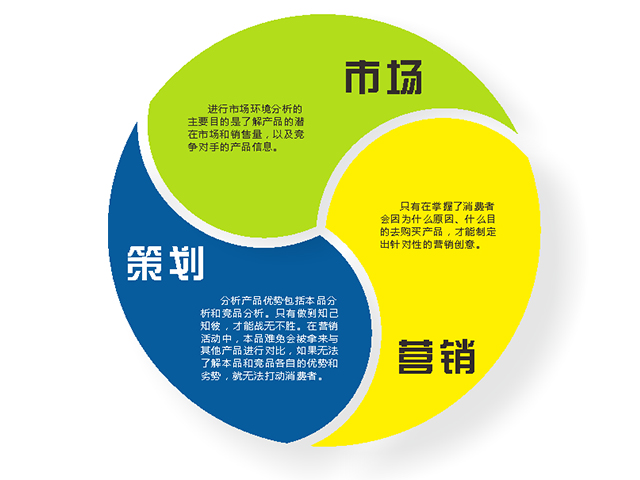 市场
进行市场环境分析的
主要目的是了解产品的潜
在市场和销售量，以及竞
争对手的产品信息。
只有在掌握了消费者
会因为什么原因、什么目
的去购买产品，才能制定
出针对性的营销创意。
营销
策划
分析产品优势包括本品分
析和竞品分析。只有做到知己
知彼，才能战无不胜。在营销
活动中，本品难免会被拿来与
其他产品进行对比，如果无法
了解本品和竞品各自的优势和
劣势，就无法打动消费者。